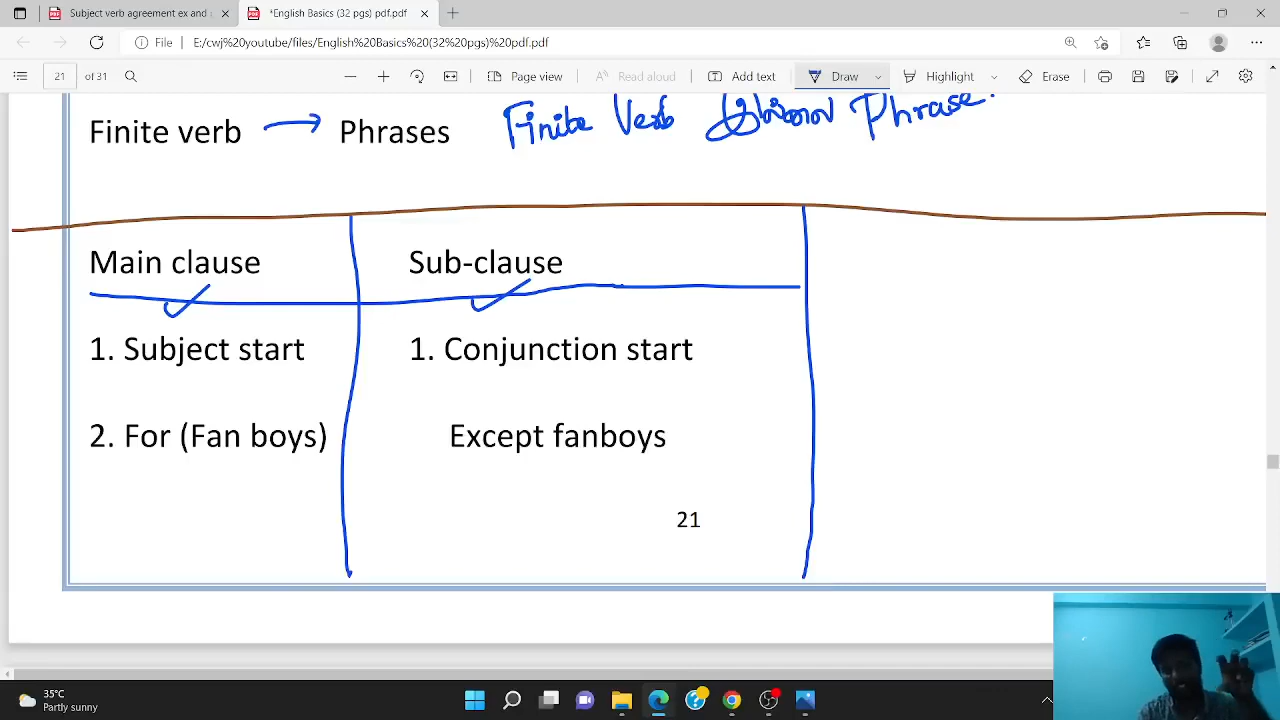 Subject verb agreement ex and
*English Basics (32 pgs) pdf.pdf
File E:/cwj%20youtube/files/English%20Basics%20(32%20pgs)%20pdf.pdf
21 of 31 Page view Read aloud Add text Draw Highlight Erase
Finite verb Phrases Finite Verb Phrase.
Main clause Sub-clause
1. Subject start 1. Conjunction start
2. For (Fan boys) Except fanboys
21
35°C
Partly sunny